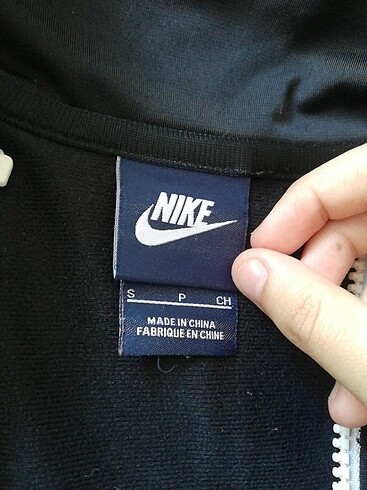 NIKE
S P CH
MADE IN CHINA
FABRIQUE EN CHINE